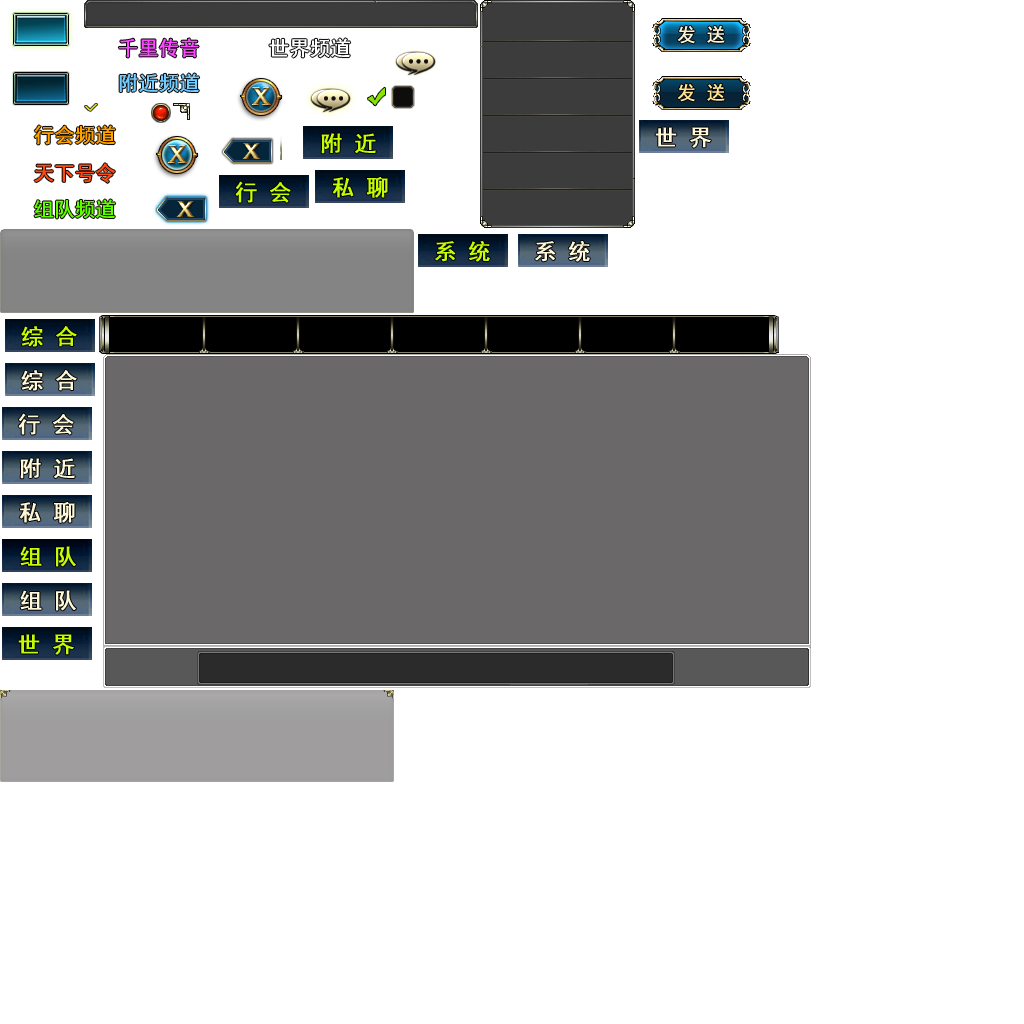 发 送
千里传音
世界频道
附近频道
发 送
X
行会频道
世 界
附 近
X
X
天下号令
私 聊
行 会
组队频道
X
系 统
系 统
综 合
综 合
行 会
附 近
私 聊
组 队
组 队
世 界